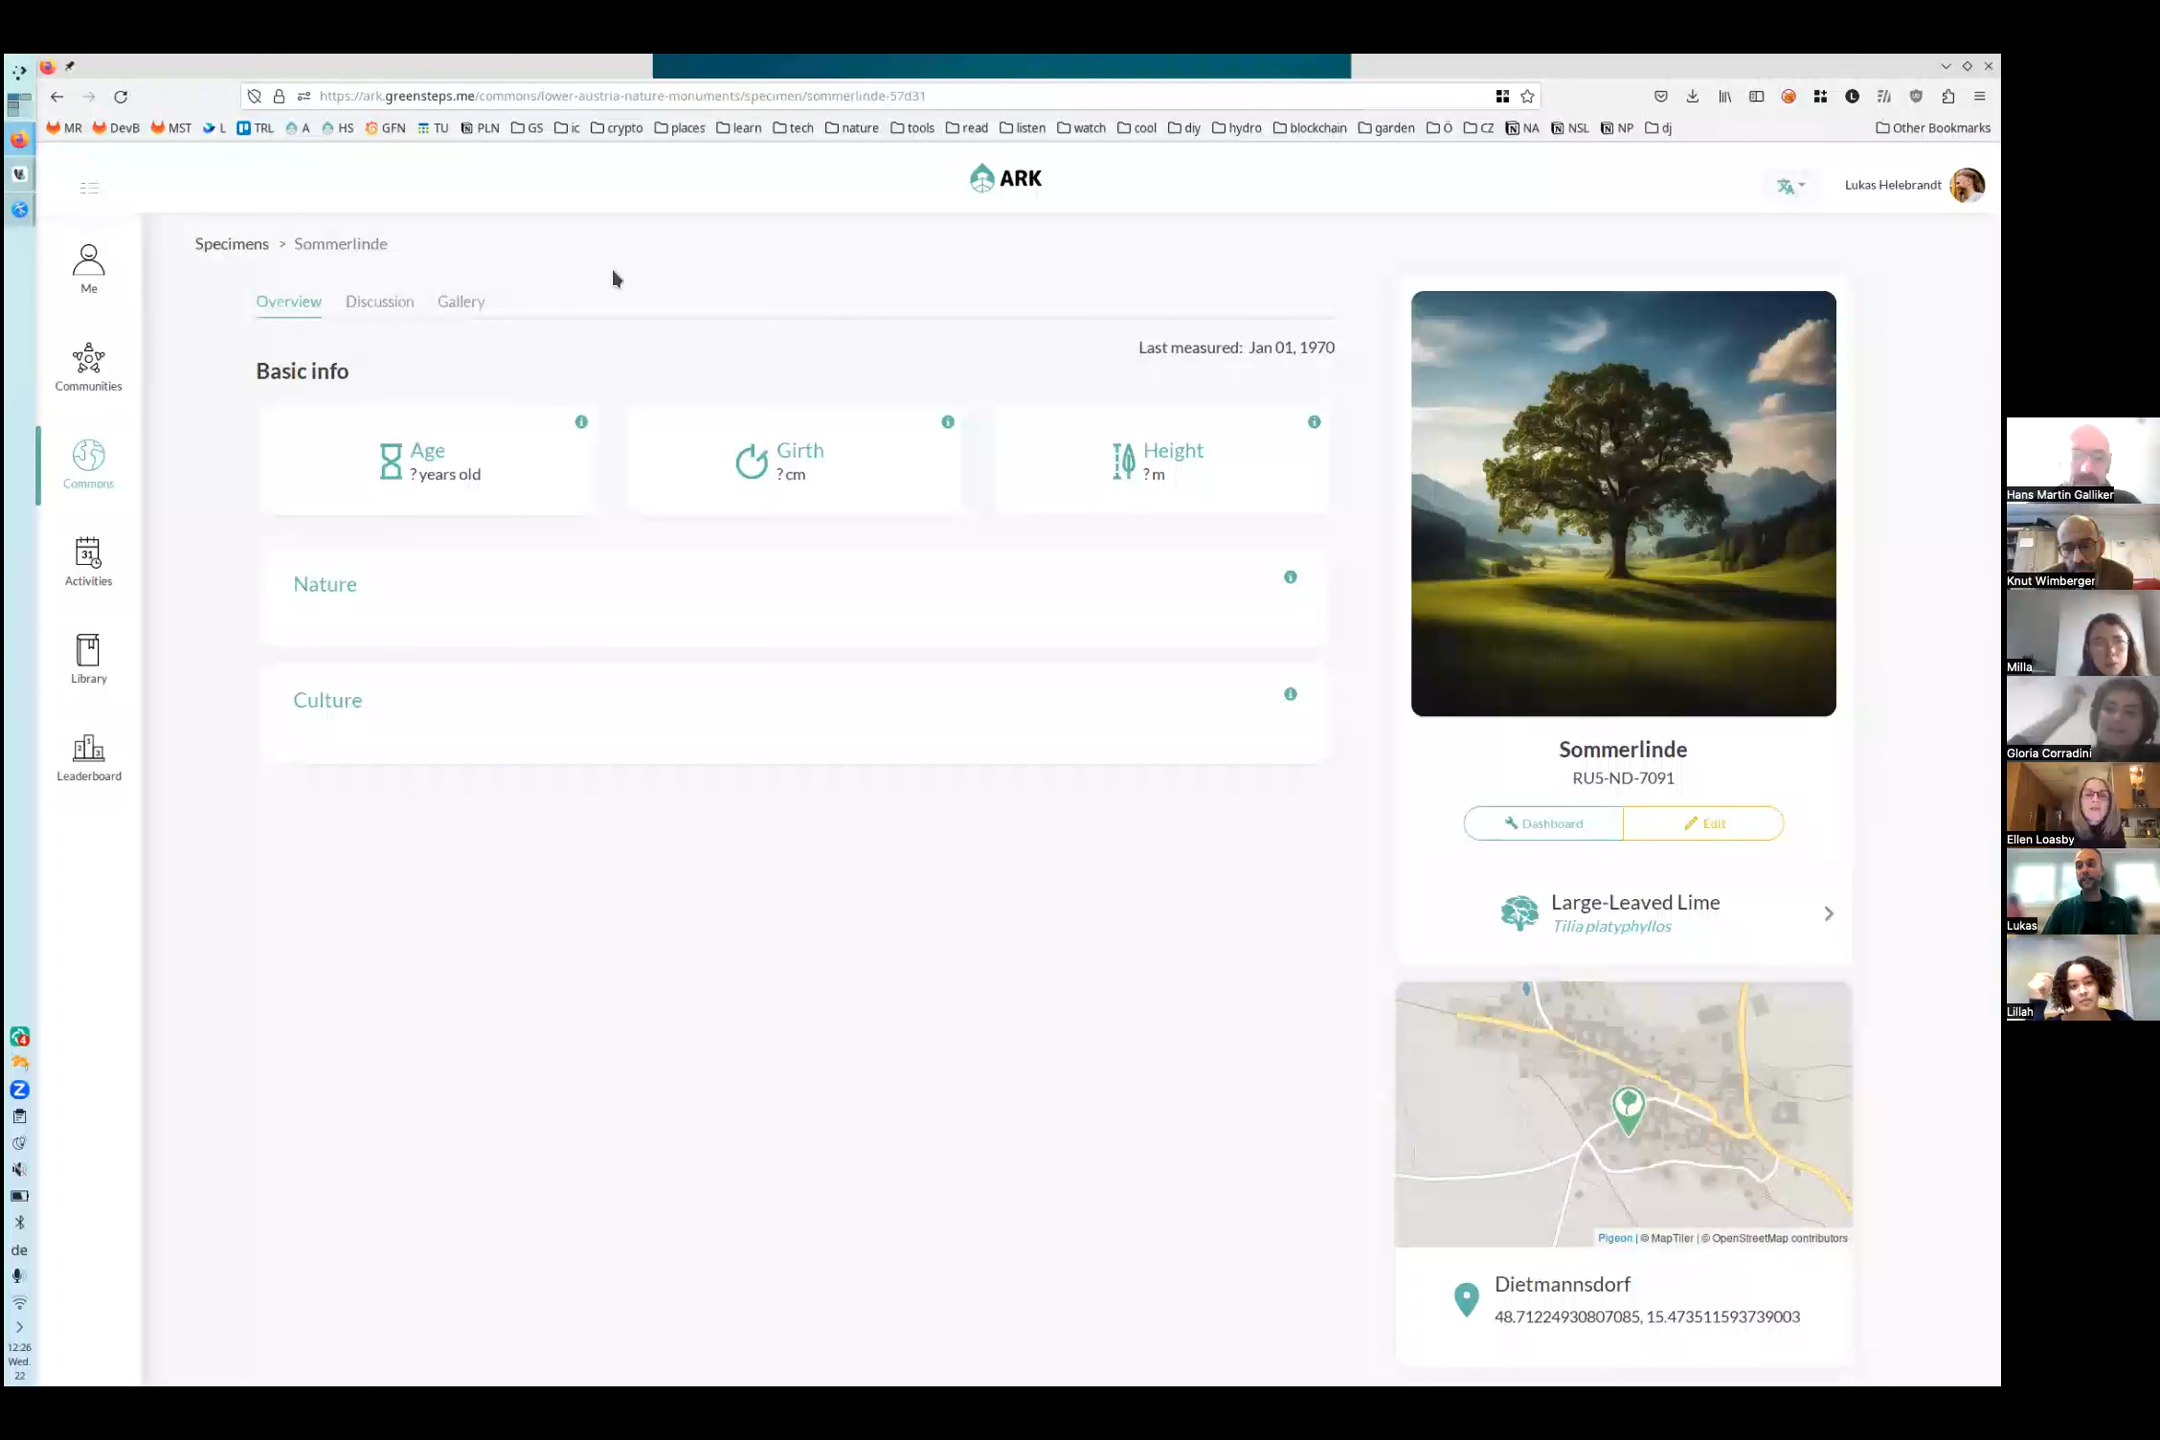 https://ark.greensteps.me/commons/lower-austria-nature-monuments/specimen/sommerlinde-57d31
MR DevB MST L TRL A HS GFN TU PLN GS ic crypto places learn tech nature tools read listen watch cool diy hydro blockchain garden Ö CZ NA NSL NP dj Other Bookmarks
ARK
Lukas Helebrandt
Me
Communities
Commons
31
Activities
Library
Leaderboard
Specimens > Sommerlinde
Overview Discussion Gallery
Last measured: Jan 01, 1970
Basic info
Age
? years old
Girth
? cm
Height
? m
Nature
Culture
Sommerlinde
RU5-ND-7091
Dashboard Edit
Large-Leaved Lime
Tilia platyphyllos
Pigeon | © MapTiler | © OpenStreetMap contributors
Dietmannsdorf
48.71224930807085, 15.473511593739003
Hans Martin Galliker
Knut Wimberger
Milla
Gloria Corradini
Ellen Loasby
Lukas
Lillah
4
Z
de
12:26
Wed.
22